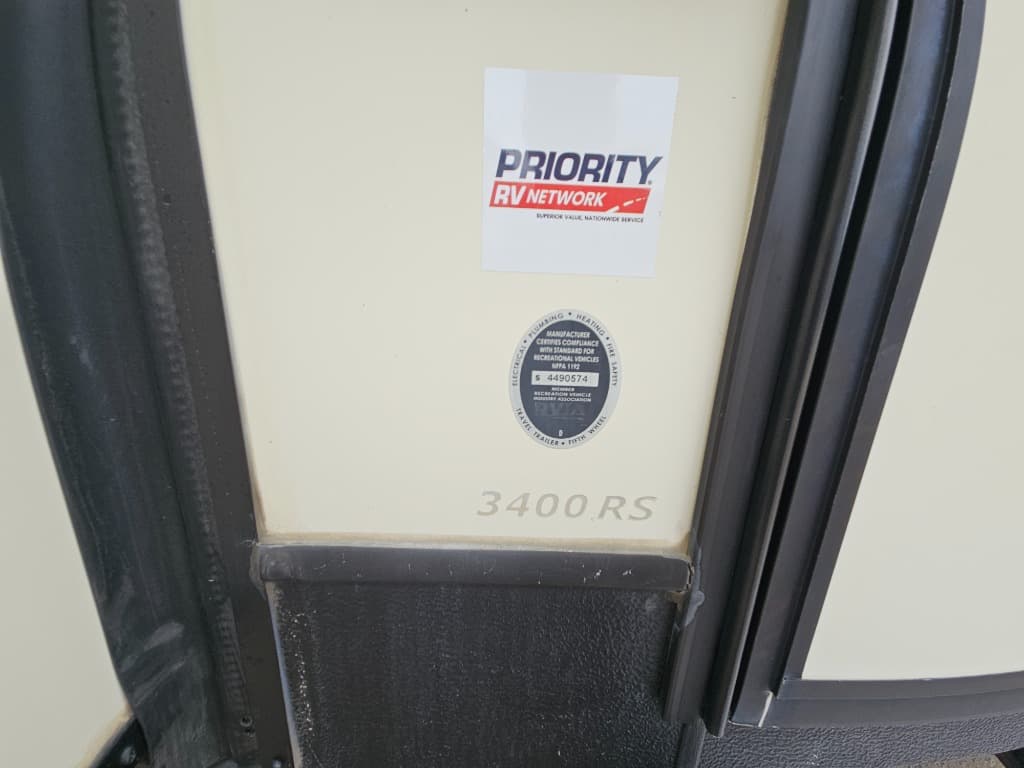 PRIORITY®
RV NETWORK
SUPERIOR VALUE, NATIONWIDE SERVICE
ELECTRICAL • PLUMBING • HEATING • FIRE SAFETY
MANUFACTURER
CERTIFIES COMPLIANCE
WITH STANDARD FOR
RECREATIONAL VEHICLES
NFPA 1192
S 4490574
MEMBER
RECREATION VEHICLE
INDUSTRY ASSOCIATION
RVIA
D
TRAVEL TRAILER • FIFTH WHEEL
3400 RS